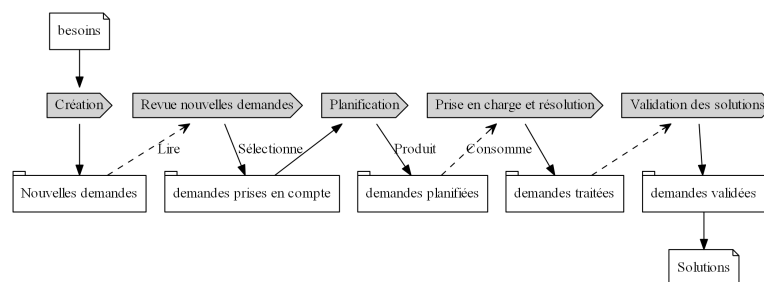 besoins
Création
Revue nouvelles demandes
Planification
Prise en charge et résolution
Validation des solutions
Lire
Sélectionne
Produit
Consomme
Nouvelles demandes
demandes prises en compte
demandes planifiées
demandes traitées
demandes validées
Solutions